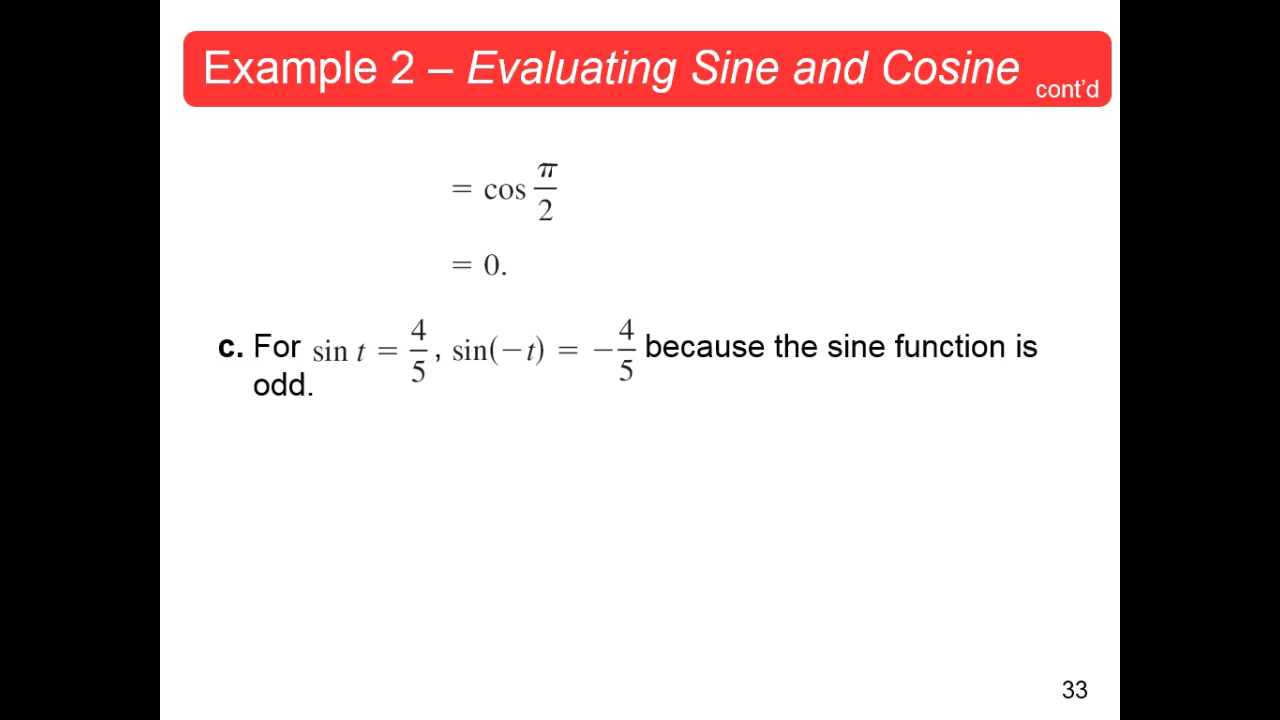 Example 2 – Evaluating Sine and Cosine cont'd
= cos π/2
= 0.
c. For sin t = 4/5, sin(−t) = −4/5 because the sine function is
odd.
33